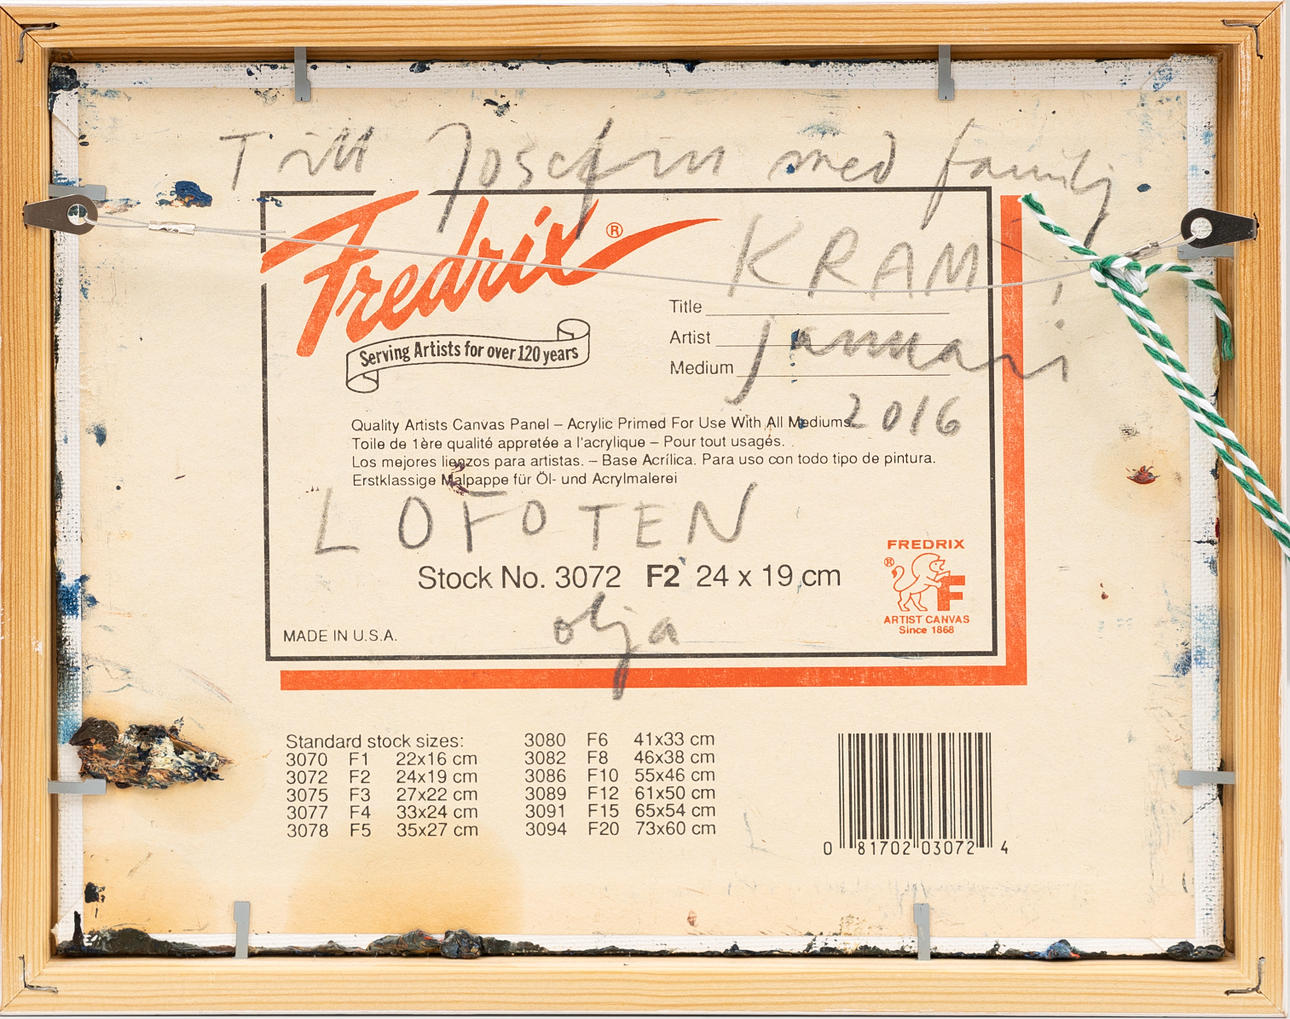 Till Josefin med familj
Fredrix®
KRAM!
Serving Artists for over 120 years
Title
Artist
Medium
januari
2016
Quality Artists Canvas Panel – Acrylic Primed For Use With All Mediums.
Toile de 1ère qualité appretée a l'acrylique – Pour tout usagés.
Los mejores lienzos para artistas. – Base Acrílica. Para uso con todo tipo de pintura.
Erstklassige Malpappe für Öl- und Acrylmalerei
LOFOTEN
Stock No. 3072 F2 24 x 19 cm
olja
MADE IN U.S.A.
FREDRIX
®
F
ARTIST CANVAS
Since 1868
Standard stock sizes:
3070 F1 22x16 cm
3072 F2 24x19 cm
3075 F3 27x22 cm
3077 F4 33x24 cm
3078 F5 35x27 cm
3080 F6 41x33 cm
3082 F8 46x38 cm
3086 F10 55x46 cm
3089 F12 61x50 cm
3091 F15 65x54 cm
3094 F20 73x60 cm
0 81702 03072 4